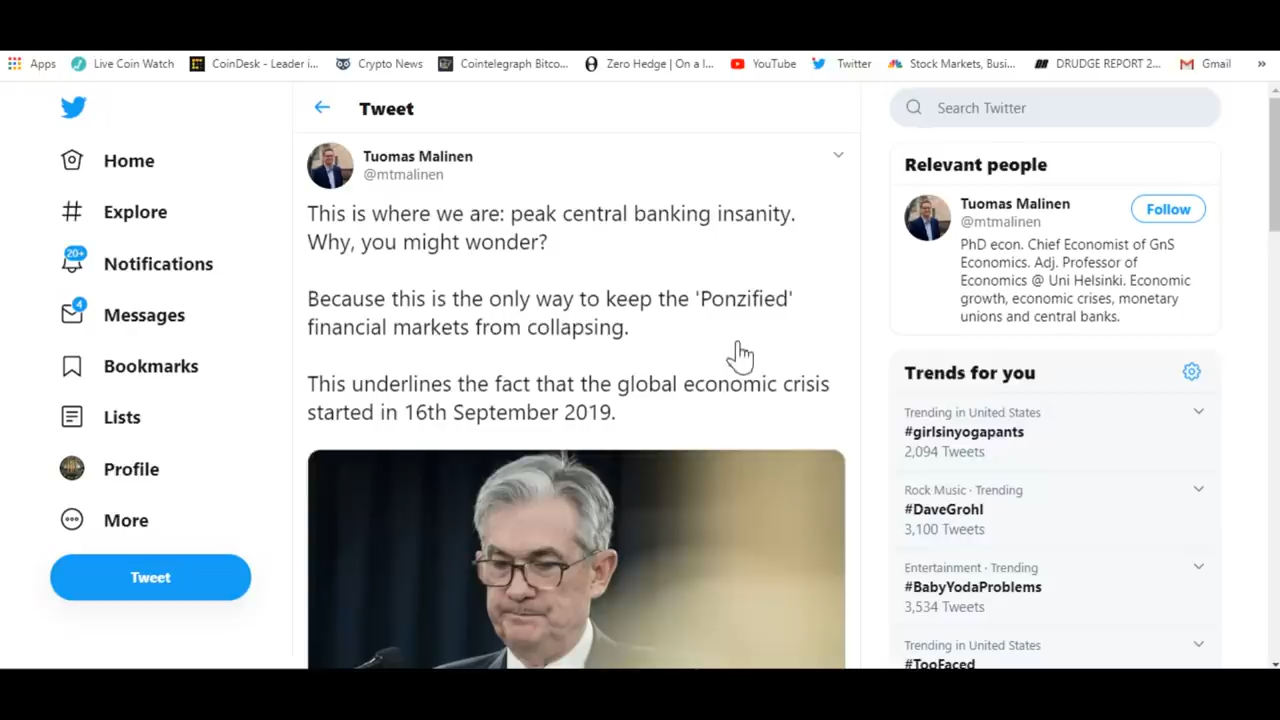 Apps Live Coin Watch CoinDesk - Leader i... Crypto News Cointelegraph Bitco... Zero Hedge | On a l... YouTube Twitter Stock Markets, Busi... DRUDGE REPORT 2... Gmail »
Tweet
Search Twitter
Home
Explore
20+
Notifications
4
Messages
Bookmarks
Lists
Profile
More
Tweet
Tuomas Malinen
@mtmalinen
This is where we are: peak central banking insanity.
Why, you might wonder?
Because this is the only way to keep the 'Ponzified'
financial markets from collapsing.
This underlines the fact that the global economic crisis
started in 16th September 2019.
Relevant people
Tuomas Malinen
@mtmalinen
Follow
PhD econ. Chief Economist of GnS
Economics. Adj. Professor of
Economics @ Uni Helsinki. Economic
growth, economic crises, monetary
unions and central banks.
Trends for you
Trending in United States
#girlsinyogapants
2,094 Tweets
Rock Music · Trending
#DaveGrohl
3,100 Tweets
Entertainment · Trending
#BabyYodaProblems
3,534 Tweets
Trending in United States
#TooFaced